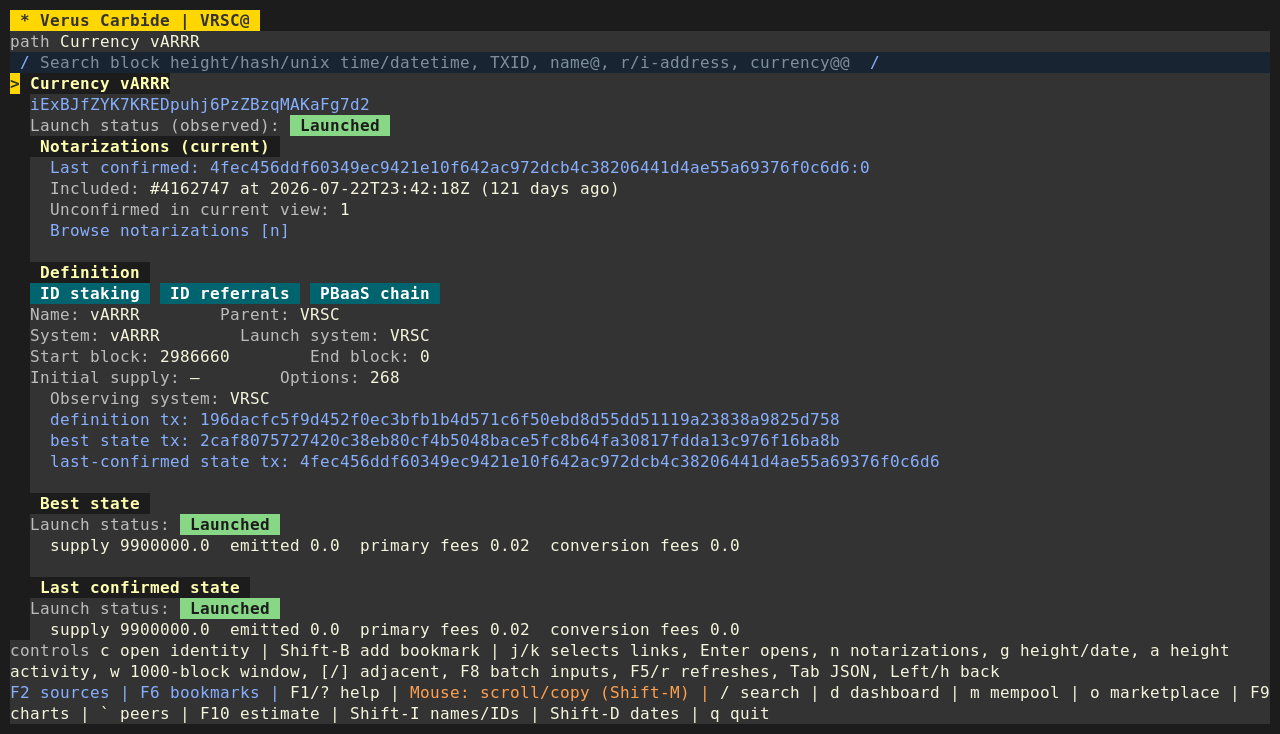 * Verus Carbide | VRSC@
path Currency vARRR
/ Search block height/hash/unix time/datetime, TXID, name@, r/i-address, currency@@  /
> Currency vARRR
iExBJfZYK7KREDpuhj6PzZBzqMAKaFg7d2
Launch status (observed):  Launched
Notarizations (current)
Last confirmed: 4fec456ddf60349ec9421e10f642ac972dcb4c38206441d4ae55a69376f0c6d6:0
Included: #4162747 at 2026-07-22T23:42:18Z (121 days ago)
Unconfirmed in current view: 1
Browse notarizations [n]
Definition
ID staking   ID referrals   PBaaS chain
Name: vARRR        Parent: VRSC
System: vARRR        Launch system: VRSC
Start block: 2986660        End block: 0
Initial supply: —        Options: 268
Observing system: VRSC
definition tx: 196dacfc5f9d452f0ec3bfb1b4d571c6f50ebd8d55dd51119a23838a9825d758
best state tx: 2caf8075727420c38eb80cf4b5048bace5fc8b64fa30817fdda13c976f16ba8b
last-confirmed state tx: 4fec456ddf60349ec9421e10f642ac972dcb4c38206441d4ae55a69376f0c6d6
Best state
Launch status:  Launched
supply 9900000.0  emitted 0.0  primary fees 0.02  conversion fees 0.0
Last confirmed state
Launch status:  Launched
supply 9900000.0  emitted 0.0  primary fees 0.02  conversion fees 0.0
controls c open identity | Shift-B add bookmark | j/k selects links, Enter opens, n notarizations, g height/date, a height
activity, w 1000-block window, [/] adjacent, F8 batch inputs, F5/r refreshes, Tab JSON, Left/h back
F2 sources | F6 bookmarks | F1/? help | Mouse: scroll/copy (Shift-M) | / search | d dashboard | m mempool | o marketplace | F9
charts | ` peers | F10 estimate | Shift-I names/IDs | Shift-D dates | q quit